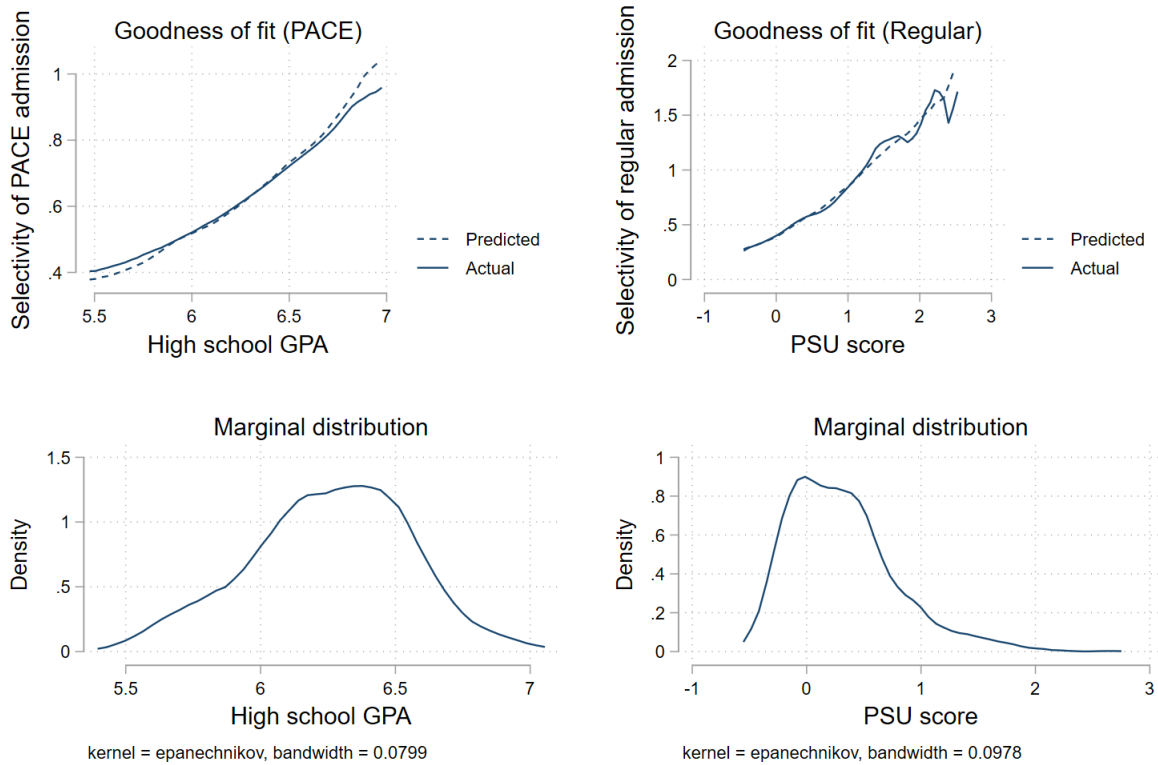 Goodness of fit (PACE)
Selectivity of PACE admission
1
.8
.6
.4
5.5 6 6.5 7
High school GPA
Predicted
Actual
Goodness of fit (Regular)
Selectivity of regular admission
2
1.5
1
.5
0
-1 0 1 2 3
PSU score
Predicted
Actual
Marginal distribution
Density
1.5
1
.5
0
5.5 6 6.5 7
High school GPA
kernel = epanechnikov, bandwidth = 0.0799
Marginal distribution
Density
1
.8
.6
.4
.2
0
-1 0 1 2 3
PSU score
kernel = epanechnikov, bandwidth = 0.0978